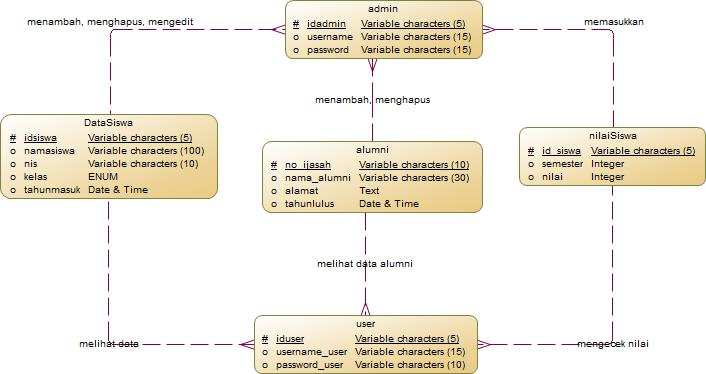 admin
# idadmin Variable characters (5)
o username Variable characters (15)
o password Variable characters (15)
menambah, menghapus, mengedit
memasukkan
menambah, menghapus
DataSiswa
# idsiswa Variable characters (5)
o namasiswa Variable characters (100)
o nis Variable characters (10)
o kelas ENUM
o tahunmasuk Date & Time
alumni
# no_ijasah Variable characters (10)
o nama_alumni Variable characters (30)
o alamat Text
o tahunlulus Date & Time
nilaiSiswa
# id_siswa Variable characters (5)
o semester Integer
o nilai Integer
melihat data alumni
melihat data
mengecek nilai
user
# iduser Variable characters (5)
o username_user Variable characters (15)
o password_user Variable characters (10)